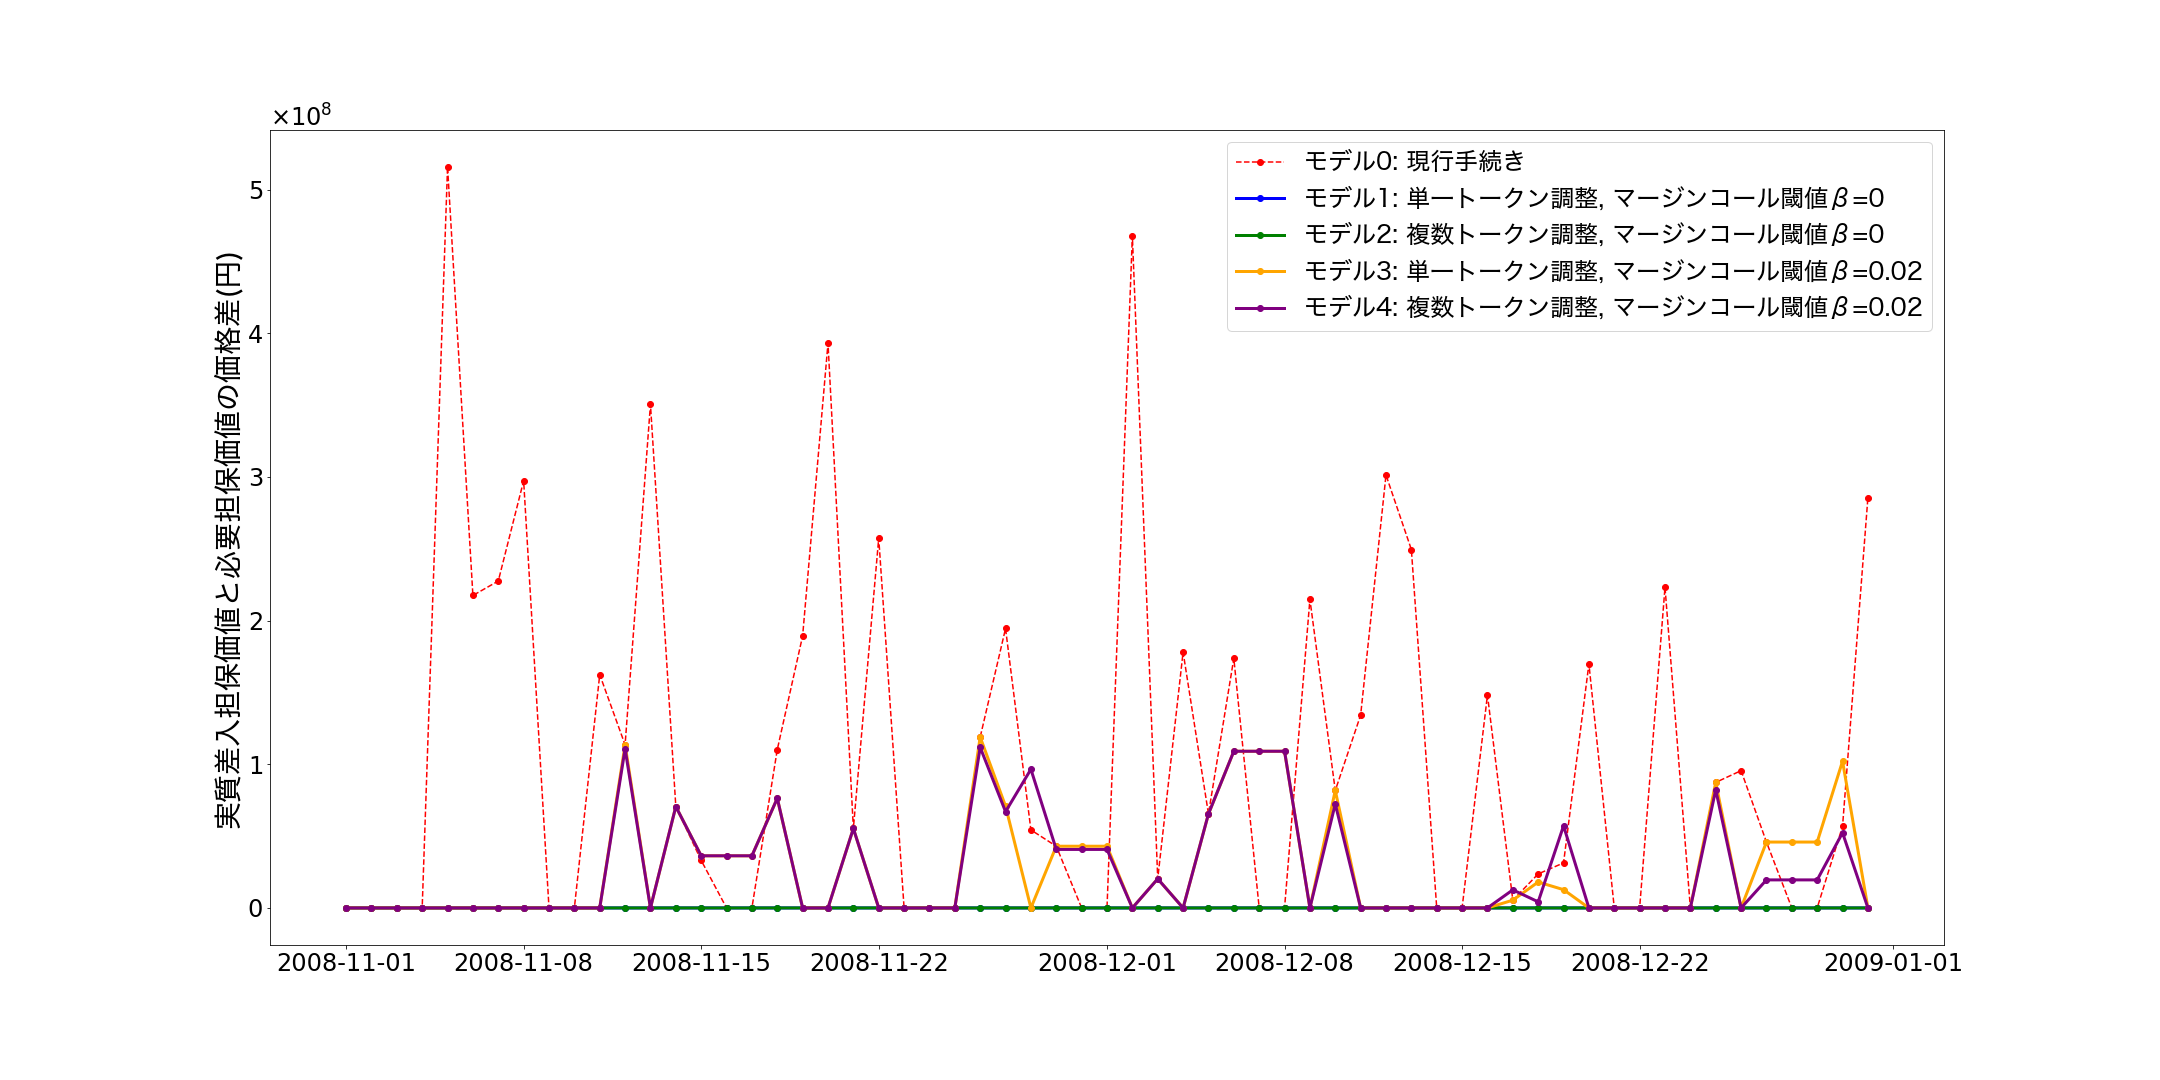 ×10⁸
実質差入担保価値と必要担保価値の価格差(円)
5
4
3
2
1
0
モデル0: 現行手続き
モデル1: 単一トークン調整, マージンコール閾値β=0
モデル2: 複数トークン調整, マージンコール閾値β=0
モデル3: 単一トークン調整, マージンコール閾値β=0.02
モデル4: 複数トークン調整, マージンコール閾値β=0.02
2008-11-01 2008-11-08 2008-11-15 2008-11-22 2008-12-01 2008-12-08 2008-12-15 2008-12-22 2009-01-01